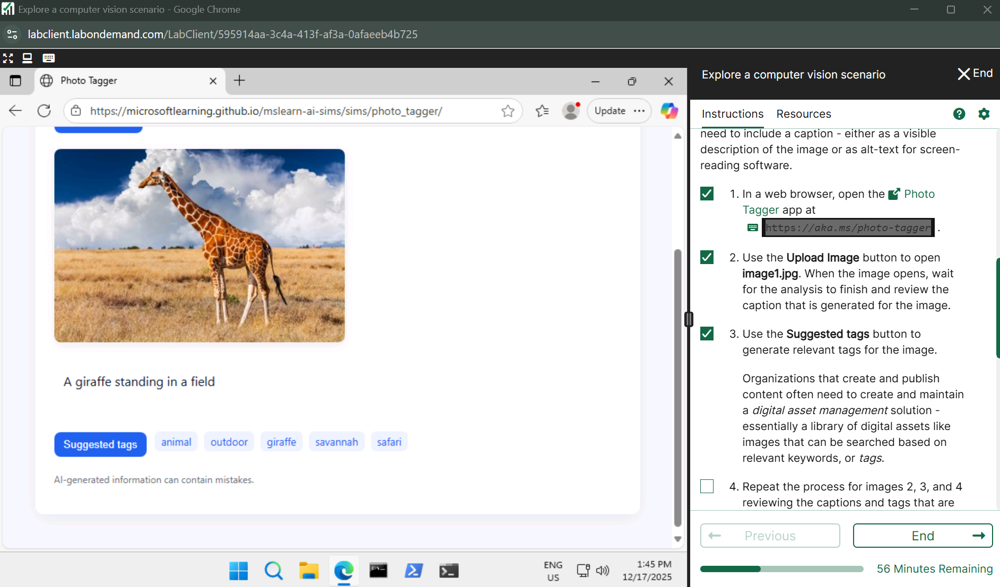 Explore a computer vision scenario - Google Chrome
labclient.labondemand.com/LabClient/595914aa-3c4a-413f-af3a-0afaeeb4b725
Photo Tagger
https://microsoftlearning.github.io/mslearn-ai-sims/sims/photo_tagger/
Update
A giraffe standing in a field
Suggested tags
animal
outdoor
giraffe
savannah
safari
AI-generated information can contain mistakes.
ENG
US
1:45 PM
12/17/2025
Explore a computer vision scenario
End
Instructions
Resources
need to include a caption - either as a visible
description of the image or as alt-text for screen-
reading software.
1. In a web browser, open the Photo
Tagger app at
https://aka.ms/photo-tagger .
2. Use the Upload Image button to open
image1.jpg. When the image opens, wait
for the analysis to finish and review the
caption that is generated for the image.
3. Use the Suggested tags button to
generate relevant tags for the image.
Organizations that create and publish
content often need to create and maintain
a digital asset management solution -
essentially a library of digital assets like
images that can be searched based on
relevant keywords, or tags.
4. Repeat the process for images 2, 3, and 4
reviewing the captions and tags that are
Previous
End
56 Minutes Remaining